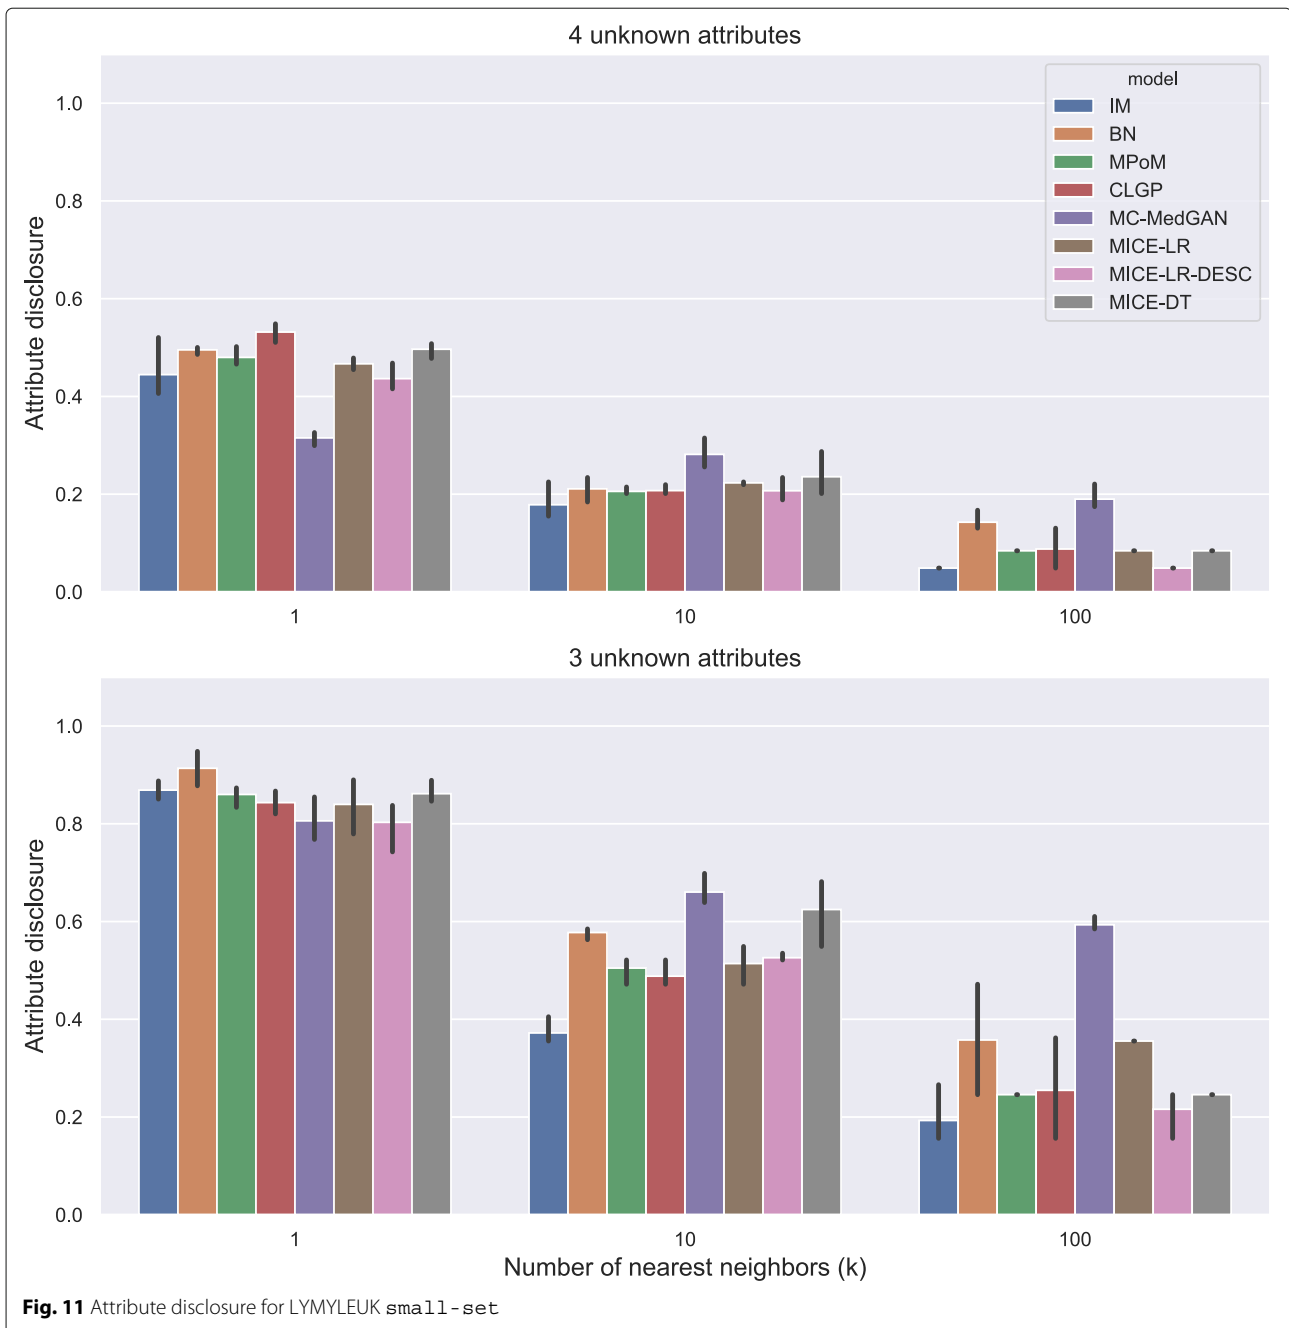 4 unknown attributes
Attribute disclosure
1.0
0.8
0.6
0.4
0.2
0.0
model
IM
BN
MPoM
CLGP
MC-MedGAN
MICE-LR
MICE-LR-DESC
MICE-DT
1 10 100
3 unknown attributes
Attribute disclosure
1.0
0.8
0.6
0.4
0.2
0.0
1 10 100
Number of nearest neighbors (k)
Fig. 11 Attribute disclosure for LYMYLEUK small-set